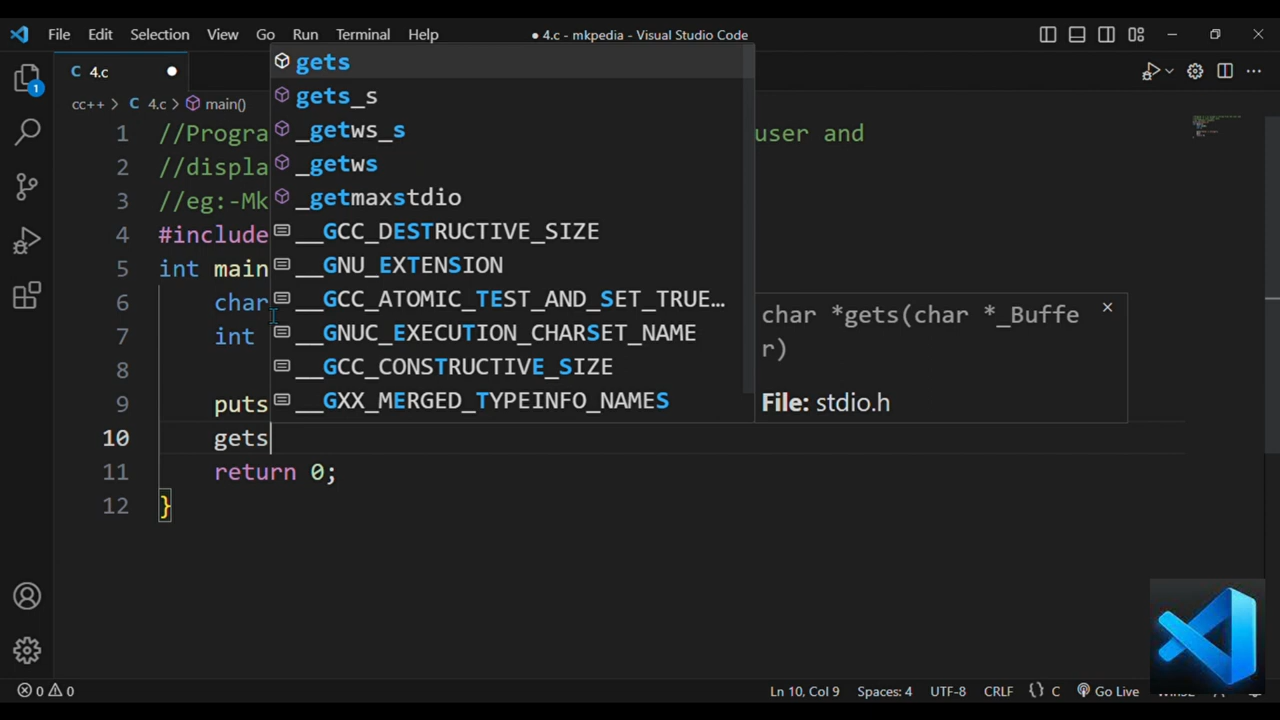 File Edit Selection View Go Run Terminal Help ● 4.c - mkpedia - Visual Studio Code
C 4.c ●
1
cc++ > C 4.c > main()
gets
gets_s
_getws_s
_getws
_getmaxstdio
__GCC_DESTRUCTIVE_SIZE
__GNU_EXTENSION
__GCC_ATOMIC_TEST_AND_SET_TRUE…
__GNUC_EXECUTION_CHARSET_NAME
__GCC_CONSTRUCTIVE_SIZE
__GXX_MERGED_TYPEINFO_NAMES
char *gets(char *_Buffe
r)
File: stdio.h
1 //Progra user and
2 //displa
3 //eg:-Mk
4 #include
5 int main
6 char
7 int
8
9 puts
10 gets
11 return 0;
12 }
0 0 Ln 10, Col 9 Spaces: 4 UTF-8 CRLF {} C Go Live